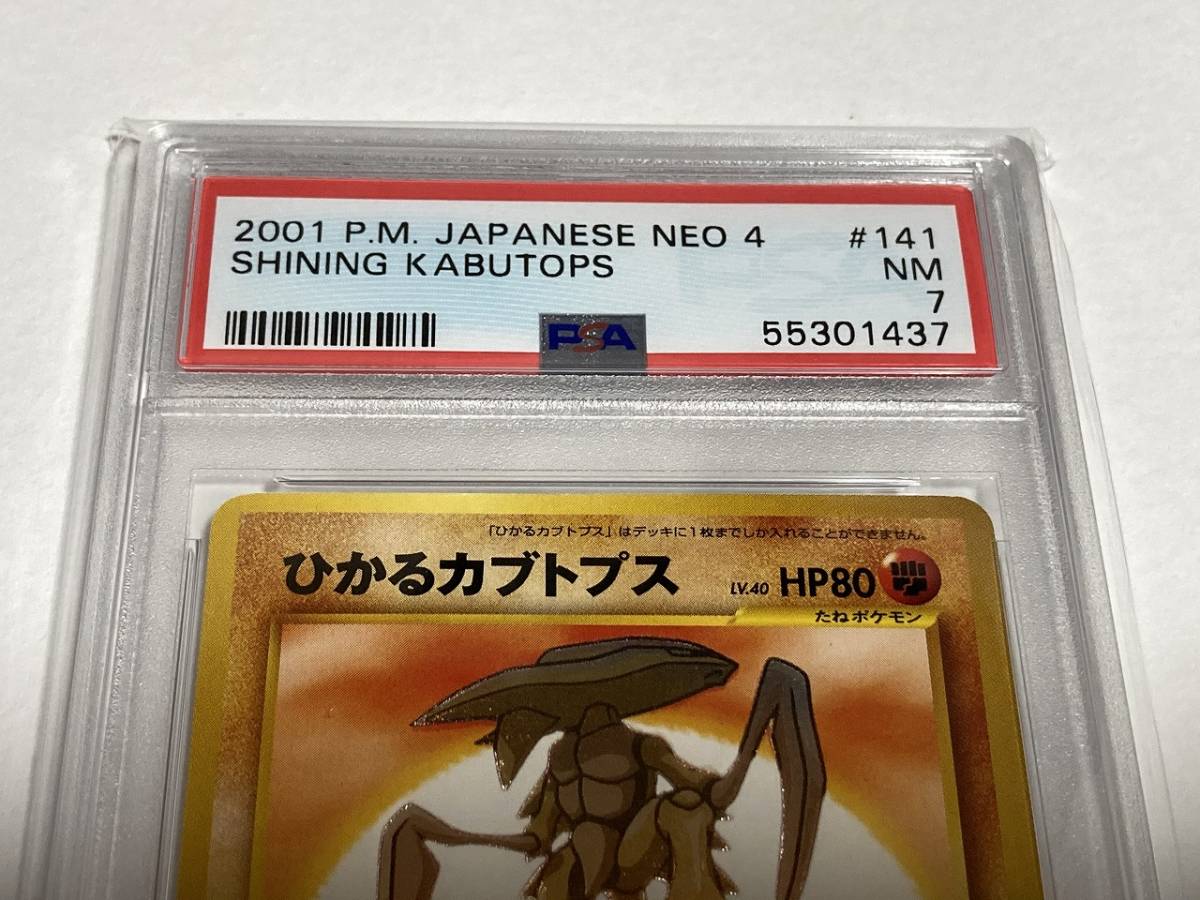 2001 P.M. JAPANESE NEO 4 #141
SHINING KABUTOPS NM
7
PSA 55301437
「ひかるカブトプス」はデッキに1枚までしか入れることができません。
ひかるカブトプス LV.40 HP80
たねポケモン